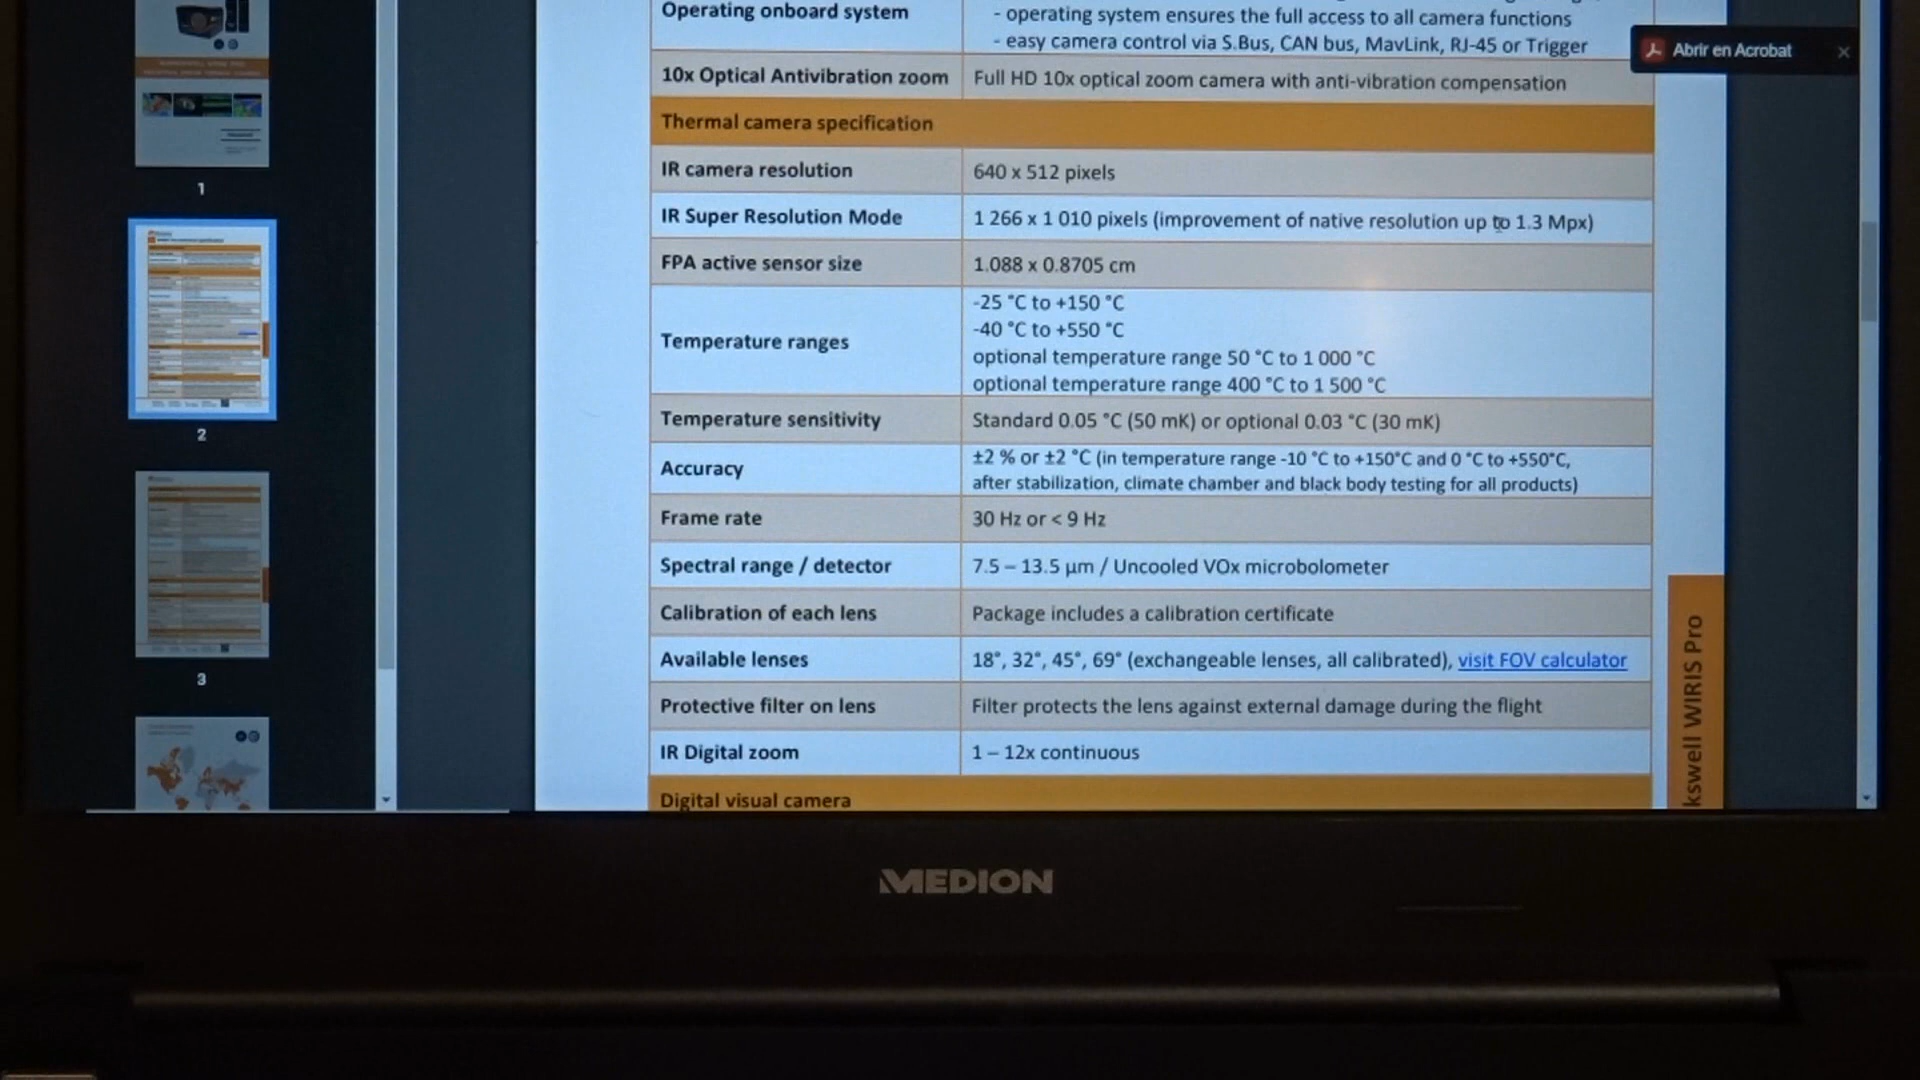 Operating onboard system
- operating system ensures the full access to all camera functions
- easy camera control via S.Bus, CAN bus, MavLink, RJ-45 or Trigger
Abrir en Acrobat
10x Optical Antivibration zoom
Full HD 10x optical zoom camera with anti-vibration compensation
Thermal camera specification
IR camera resolution
640 x 512 pixels
IR Super Resolution Mode
1 266 x 1 010 pixels (improvement of native resolution up to 1.3 Mpx)
FPA active sensor size
1.088 x 0.8705 cm
Temperature ranges
-25 °C to +150 °C
-40 °C to +550 °C
optional temperature range 50 °C to 1 000 °C
optional temperature range 400 °C to 1 500 °C
Temperature sensitivity
Standard 0.05 °C (50 mK) or optional 0.03 °C (30 mK)
Accuracy
±2 % or ±2 °C (in temperature range -10 °C to +150°C and 0 °C to +550°C,
after stabilization, climate chamber and black body testing for all products)
Frame rate
30 Hz or < 9 Hz
Spectral range / detector
7.5 – 13.5 μm / Uncooled VOx microbolometer
Calibration of each lens
Package includes a calibration certificate
Available lenses
18°, 32°, 45°, 69° (exchangeable lenses, all calibrated), visit FOV calculator
Protective filter on lens
Filter protects the lens against external damage during the flight
IR Digital zoom
1 – 12x continuous
Digital visual camera
kswell WIRIS Pro
1
2
3
MEDION